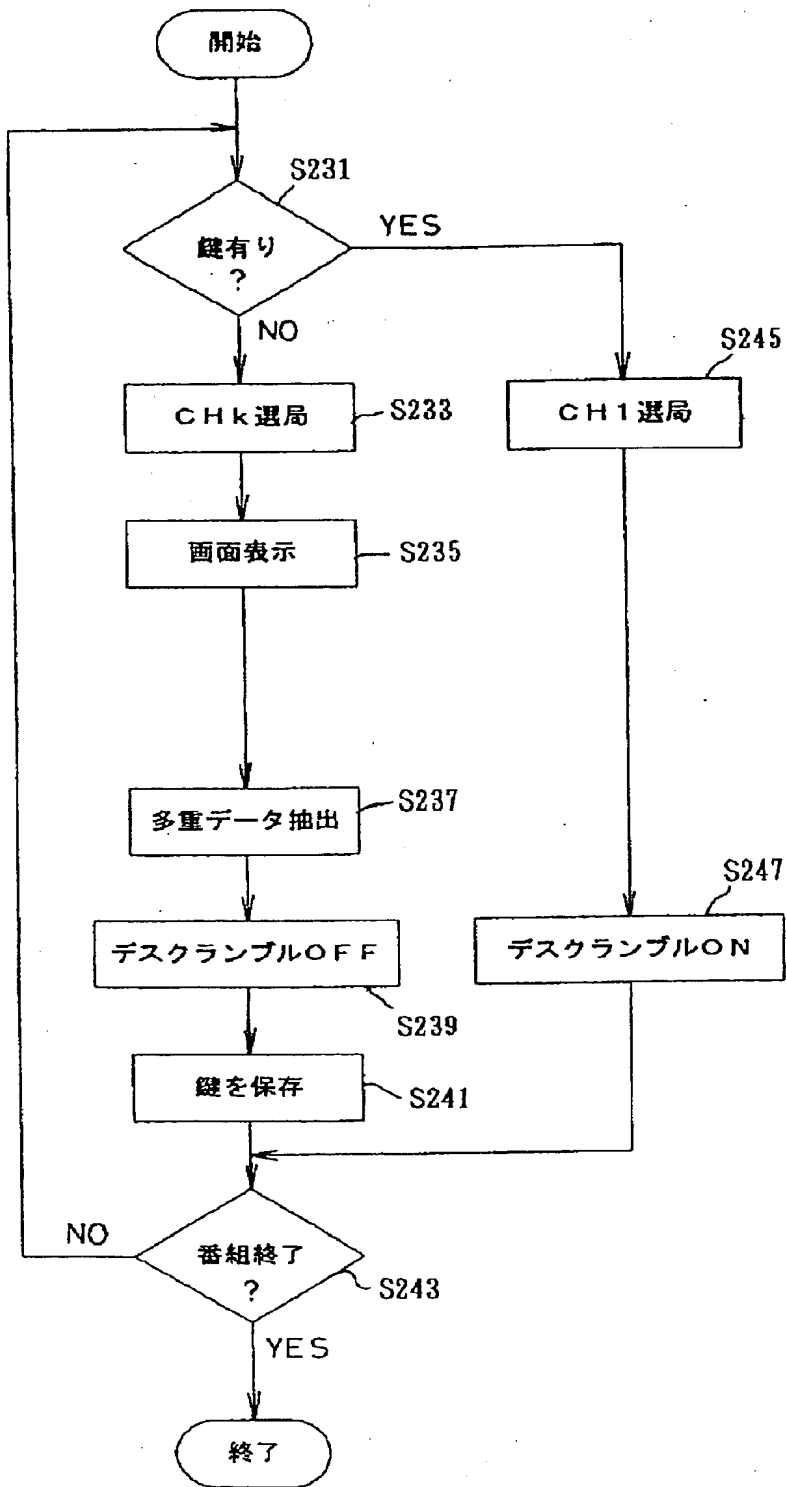 開始
S231
鍵有り
?
YES
NO
S245
CHk選局
S233
CH1選局
画面表示
S235
多重データ抽出
S237
S247
デスクランブルOFF
デスクランブルON
S239
鍵を保存
S241
NO
番組終了
?
S243
YES
終了